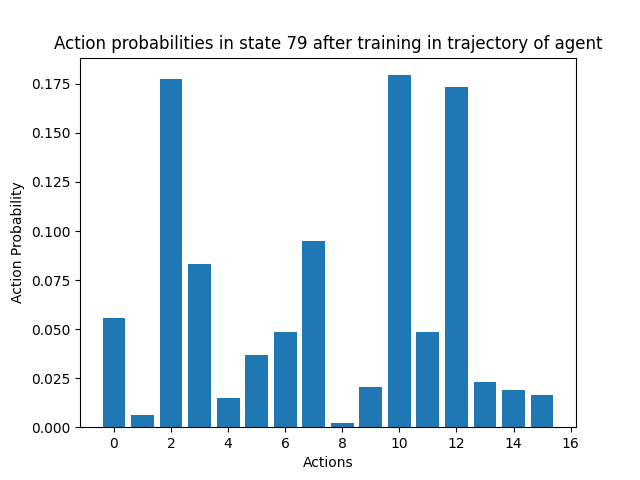 Action probabilities in state 79 after training in trajectory of agent
0.175
0.150
0.125
0.100
0.075
0.050
0.025
0.000
Action Probability
0 2 4 6 8 10 12 14 16
Actions